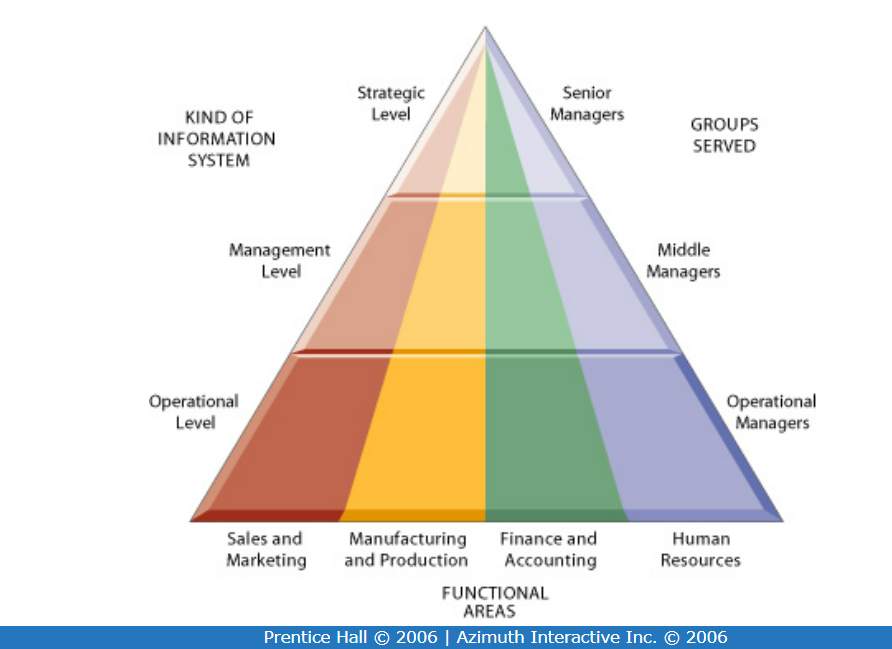 Strategic
Level
Senior
Managers
KIND OF
INFORMATION
SYSTEM
GROUPS
SERVED
Management
Level
Middle
Managers
Operational
Level
Operational
Managers
Sales and
Marketing
Manufacturing
and Production
Finance and
Accounting
Human
Resources
FUNCTIONAL
AREAS
Prentice Hall © 2006 | Azimuth Interactive Inc. © 2006